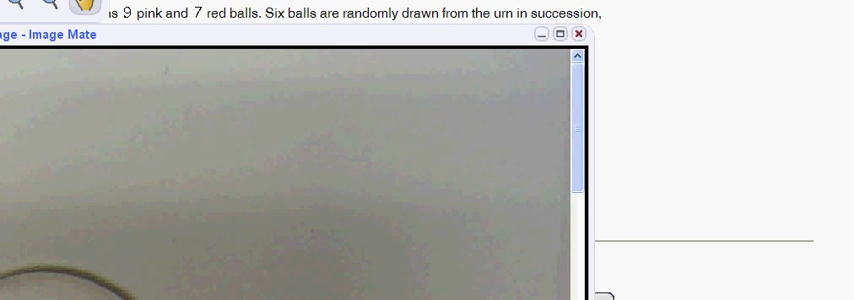 is 9 pink and 7 red balls. Six balls are randomly drawn from the urn in succession,
age - Image Mate